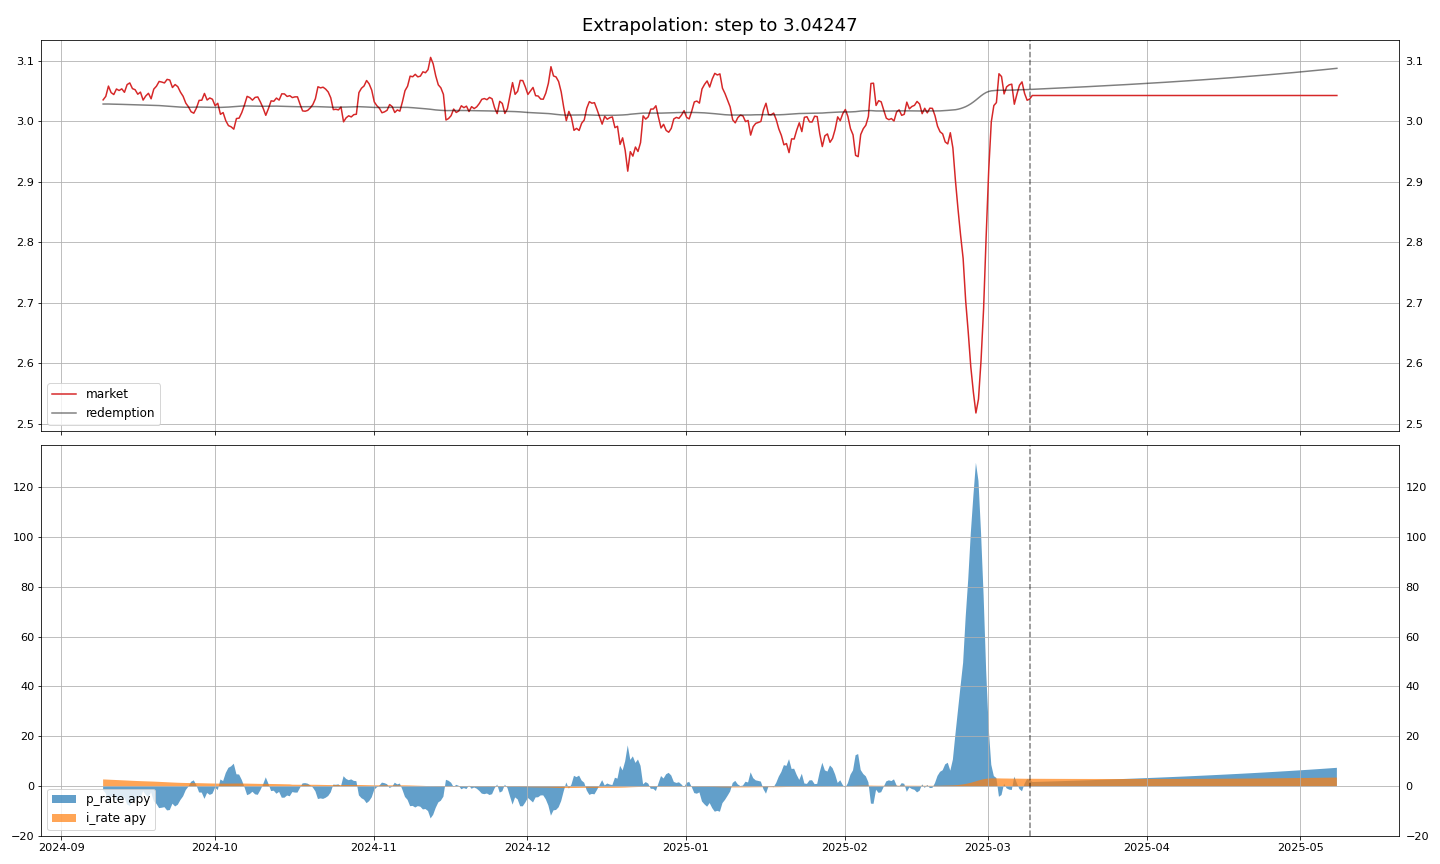 Extrapolation: step to 3.04247
3.1 3.1
3.0 3.0
2.9 2.9
2.8 2.8
2.7 2.7
2.6 2.6
2.5 2.5
market
redemption
120 120
100 100
80 80
60 60
40 40
20 20
0 0
−20 −20
p_rate apy
i_rate apy
2024-09 2024-10 2024-11 2024-12 2025-01 2025-02 2025-03 2025-04 2025-05